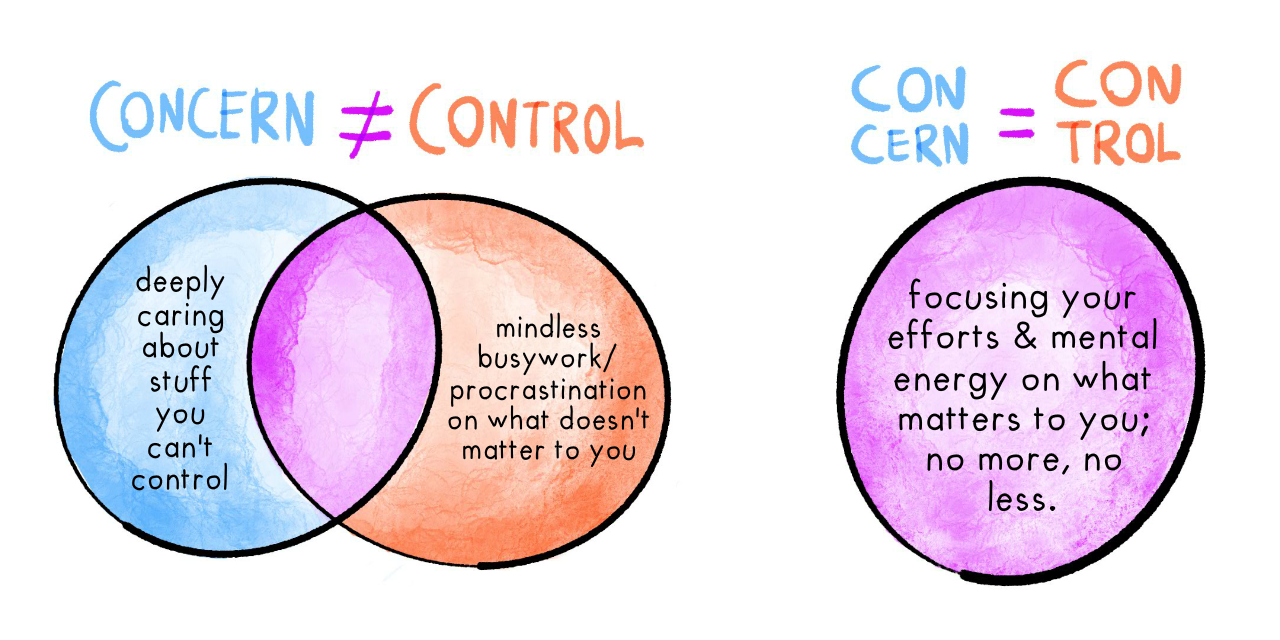 CONCERN ≠ CONTROL
deeply
caring
about
stuff
you
can't
control
mindless
busywork/
procrastination
on what doesn't
matter to you
CON
CERN
=
CON
TROL
focusing your
efforts & mental
energy on what
matters to you;
no more, no
less.